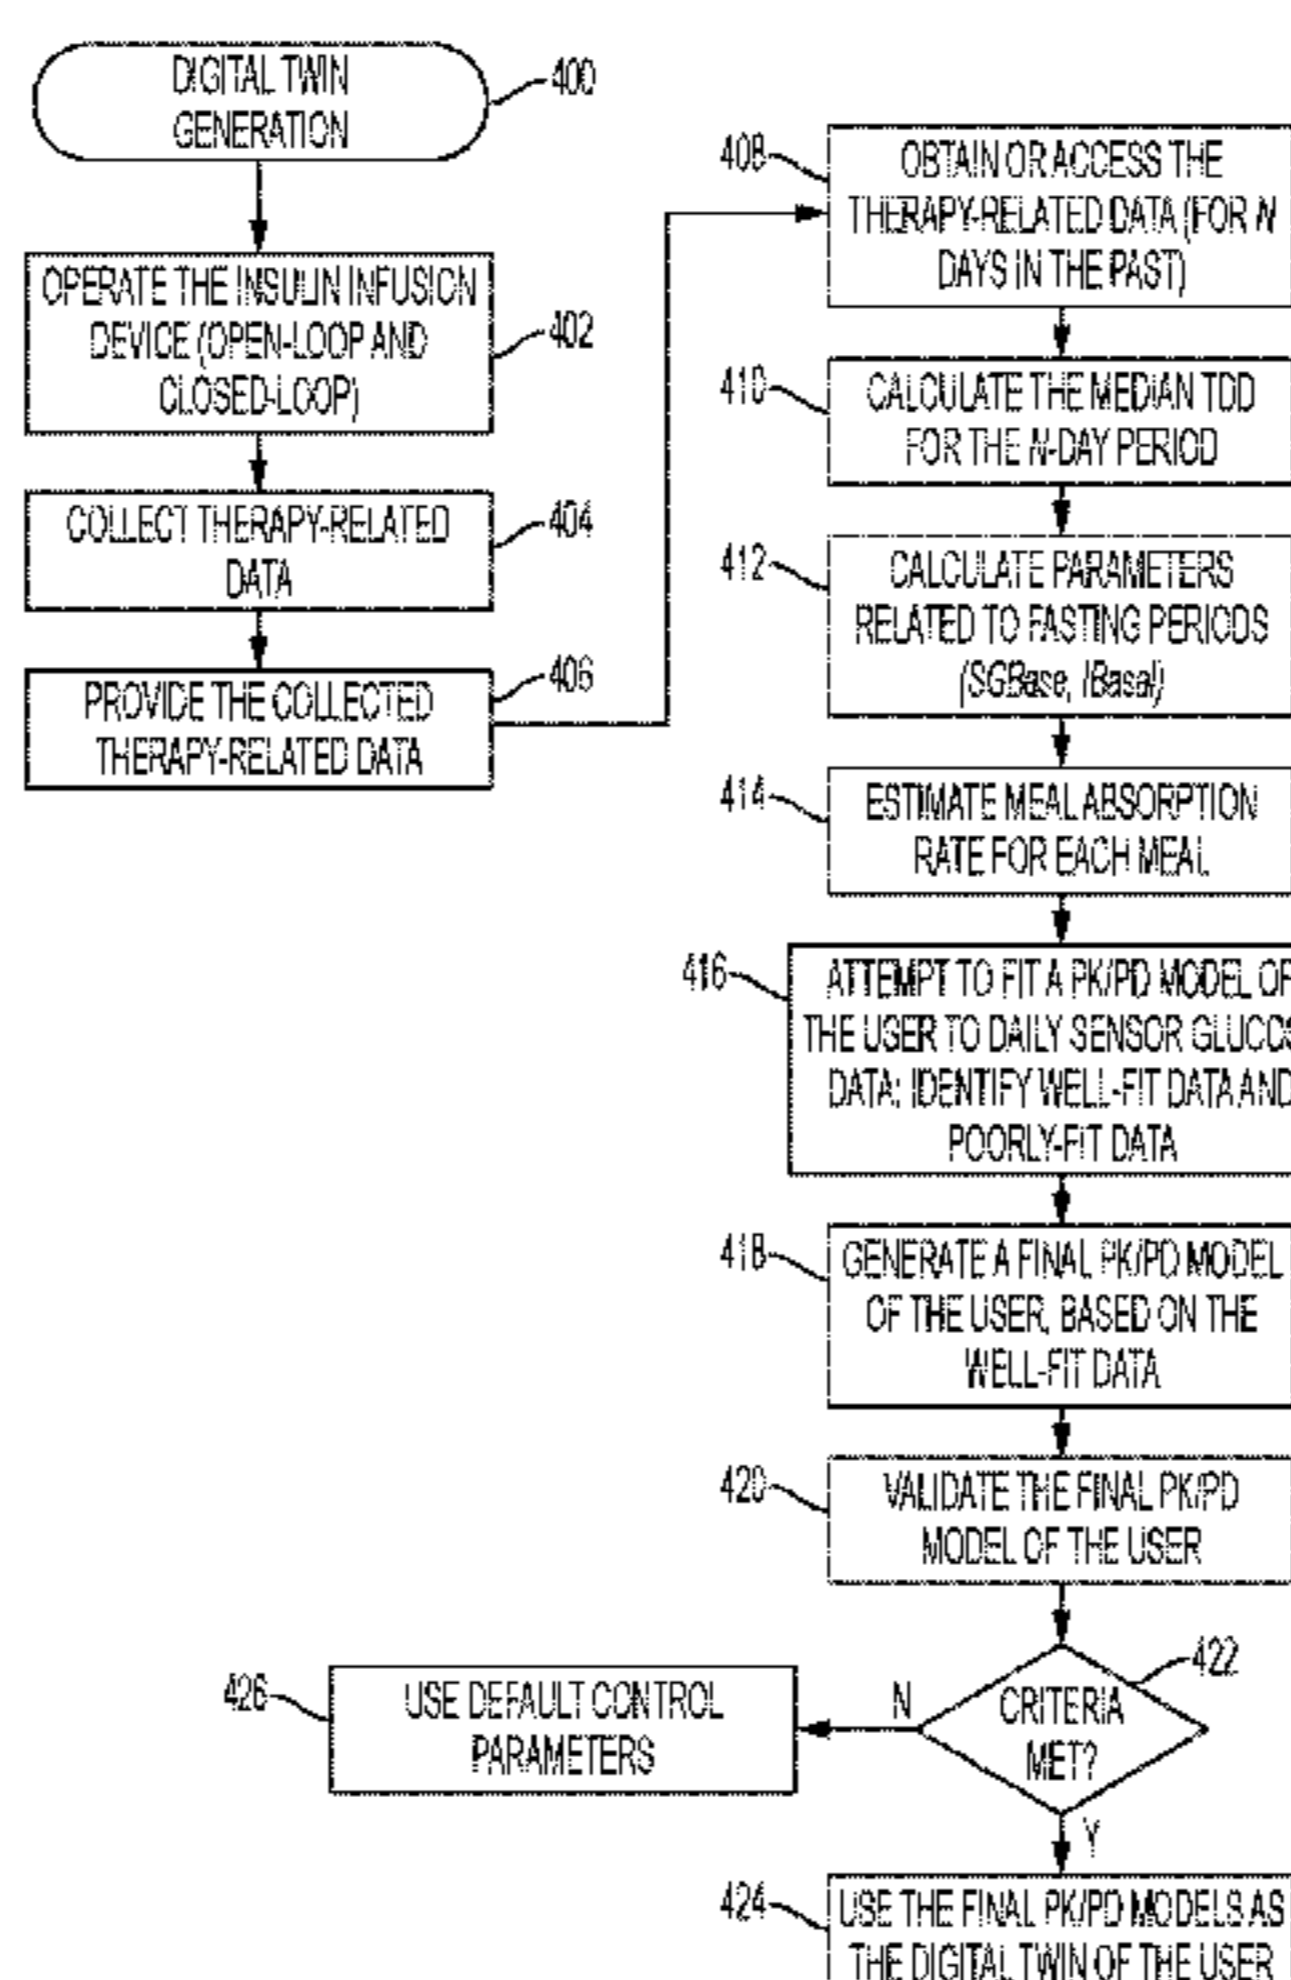 DIGITAL TWIN
GENERATION
400
OPERATE THE INSULIN INFUSION
DEVICE (OPEN-LOOP AND
CLOSED-LOOP)
402
COLLECT THERAPY-RELATED
DATA
404
PROVIDE THE COLLECTED
THERAPY-RELATED DATA
406
408
OBTAIN OR ACCESS THE
THERAPY-RELATED DATA (FOR N
DAYS IN THE PAST)
410
CALCULATE THE MEDIAN TDD
FOR THE N-DAY PERIOD
412
CALCULATE PARAMETERS
RELATED TO FASTING PERIODS
(SGBase, IBasal)
414
ESTIMATE MEAL ABSORPTION
RATE FOR EACH MEAL
416
ATTEMPT TO FIT A PK/PD MODEL OF
THE USER TO DAILY SENSOR GLUCOS
DATA; IDENTIFY WELL-FIT DATA AND
POORLY-FIT DATA
418
GENERATE A FINAL PK/PD MODEL
OF THE USER, BASED ON THE
WELL-FIT DATA
420
VALIDATE THE FINAL PK/PD
MODEL OF THE USER
422
CRITERIA
MET?
N
426
USE DEFAULT CONTROL
PARAMETERS
Y
424
USE THE FINAL PK/PD MODELS AS
THE DIGITAL TWIN OF THE USER